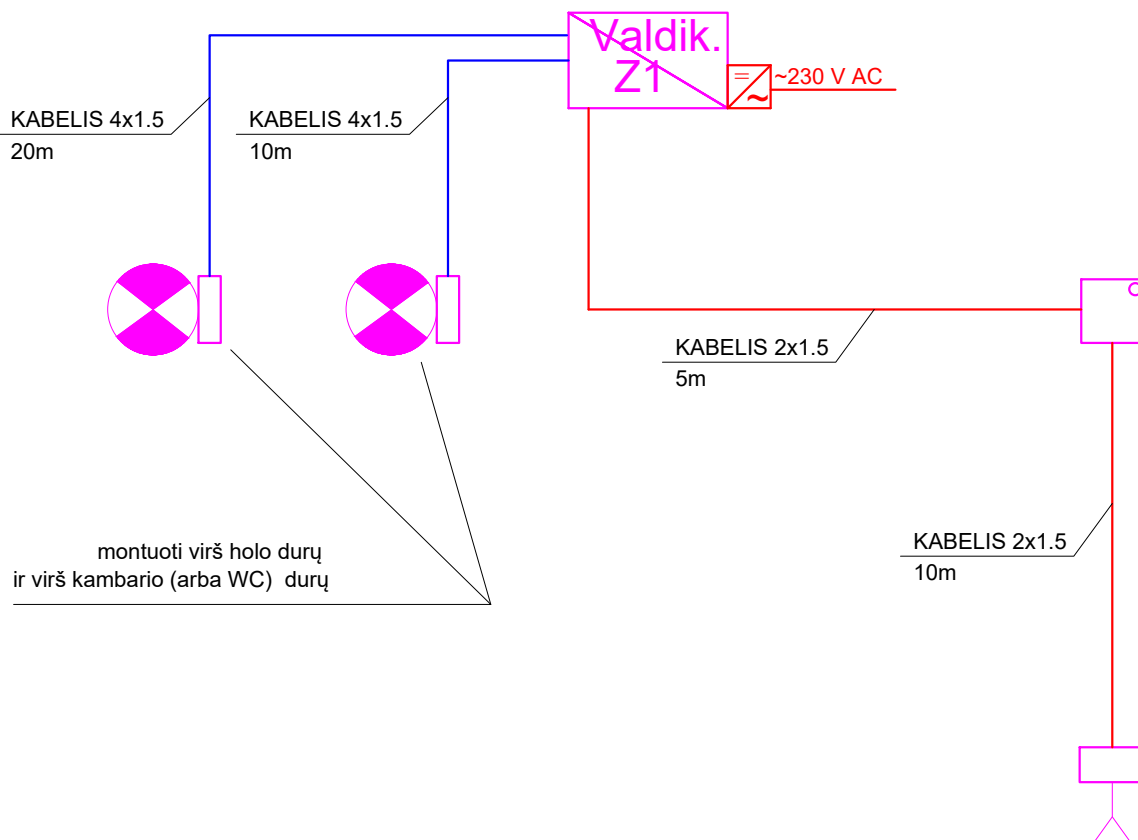 Valdik.
Z1
=
~
~230 V AC
KABELIS 4x1.5
20m
KABELIS 4x1.5
10m
KABELIS 2x1.5
5m
KABELIS 2x1.5
10m
montuoti virš holo durų
ir virš kambario (arba WC) durų